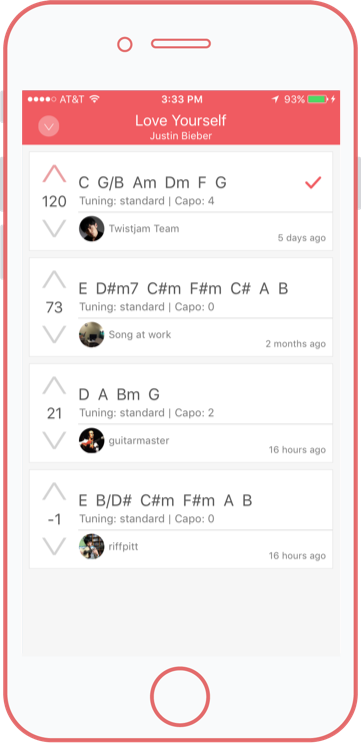 AT&T 3:33 PM 93%
Love Yourself
Justin Bieber
C G/B Am Dm F G
120
Tuning: standard | Capo: 4
Twistjam Team
5 days ago
E D#m7 C#m F#m C# A B
73
Tuning: standard | Capo: 0
Song at work
2 months ago
D A Bm G
21
Tuning: standard | Capo: 2
guitarmaster
16 hours ago
E B/D# C#m F#m A B
-1
Tuning: standard | Capo: 0
riffpitt
16 hours ago